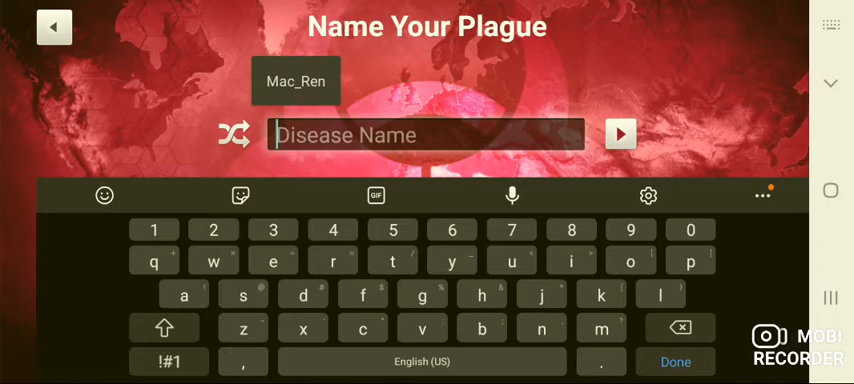 Name Your Plague
Mac_Ren
Disease Name
GIF
1 2 3 4 5 6 7 8 9 0
q + w × e ÷ r = t / y _ u < i > o [ p ]
a ! s @ d # f $ g % h & j * k ( l )
z - x ' c " v : b ; n , m ?
!#1 , English (US) . Done
MOBI
RECORDER